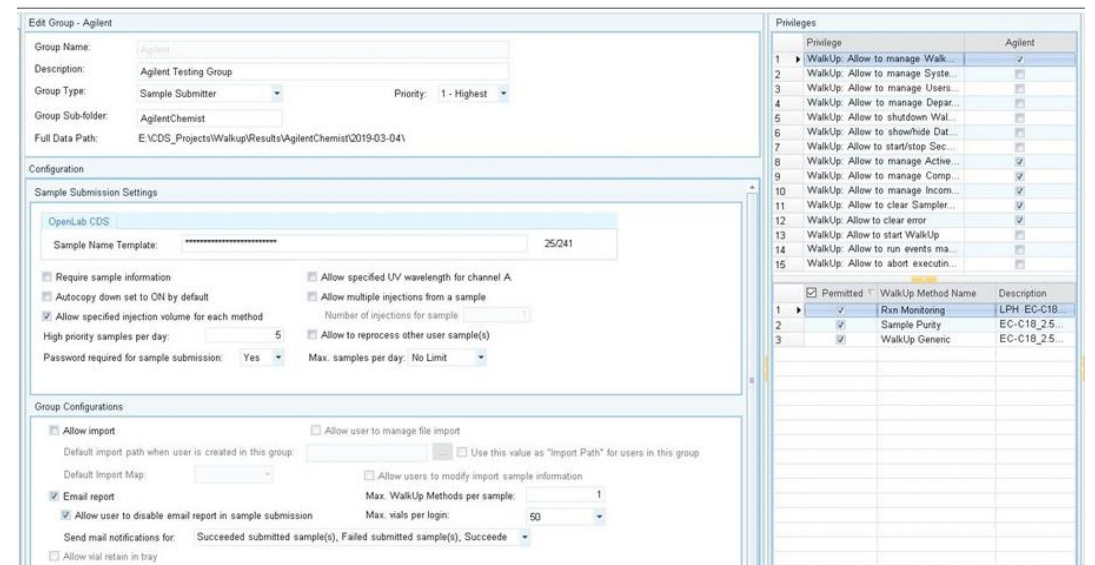 Edit Group - Agilent
Group Name: Agilent
Description: Agilent Testing Group
Group Type: Sample Submitter Priority: 1 - Highest
Group Sub-folder: AgilentChemist
Full Data Path: E:\CDS_Projects\Walkup\Results\AgilentChemist\2019-03-04\
Configuration
Sample Submission Settings
OpenLab CDS
Sample Name Template: ************************* 25/241
Require sample information Allow specified UV wavelength for channel A
Autocopy down set to ON by default Allow multiple injections from a sample
Allow specified injection volume for each method Number of injections for sample 1
High priority samples per day: 5 Allow to reprocess other user sample(s)
Password required for sample submission: Yes Max. samples per day: No Limit
Group Configurations
Allow import Allow user to manage file import
Default import path when user is created in this group: ... Use this value as "Import Path" for users in this group
Default Import Map: Allow users to modify import sample information
Email report Max. WalkUp Methods per sample: 1
Allow user to disable email report in sample submission Max. vials per login: 50
Send mail notifications for: Succeeded submitted sample(s), Failed submitted sample(s), Succeede
Allow vial retain in tray
Privileges
Privilege Agilent
1 WalkUp: Allow to manage Walk...
2 WalkUp: Allow to manage Syste...
3 WalkUp: Allow to manage Users...
4 WalkUp: Allow to manage Depar...
5 WalkUp: Allow to shutdown Wal...
6 WalkUp: Allow to show/hide Dat...
7 WalkUp: Allow to start/stop Sec...
8 WalkUp: Allow to manage Active...
9 WalkUp: Allow to manage Comp...
10 WalkUp: Allow to manage Incom...
11 WalkUp: Allow to clear Sampler...
12 WalkUp: Allow to clear error
13 WalkUp: Allow to start WalkUp
14 WalkUp: Allow to run events ma...
15 WalkUp: Allow to abort executin...
Permitted WalkUp Method Name Description
1 Rxn Monitoring LPH EC-C18...
2 Sample Purity EC-C18_2.5...
3 WalkUp Generic EC-C18_2.5...